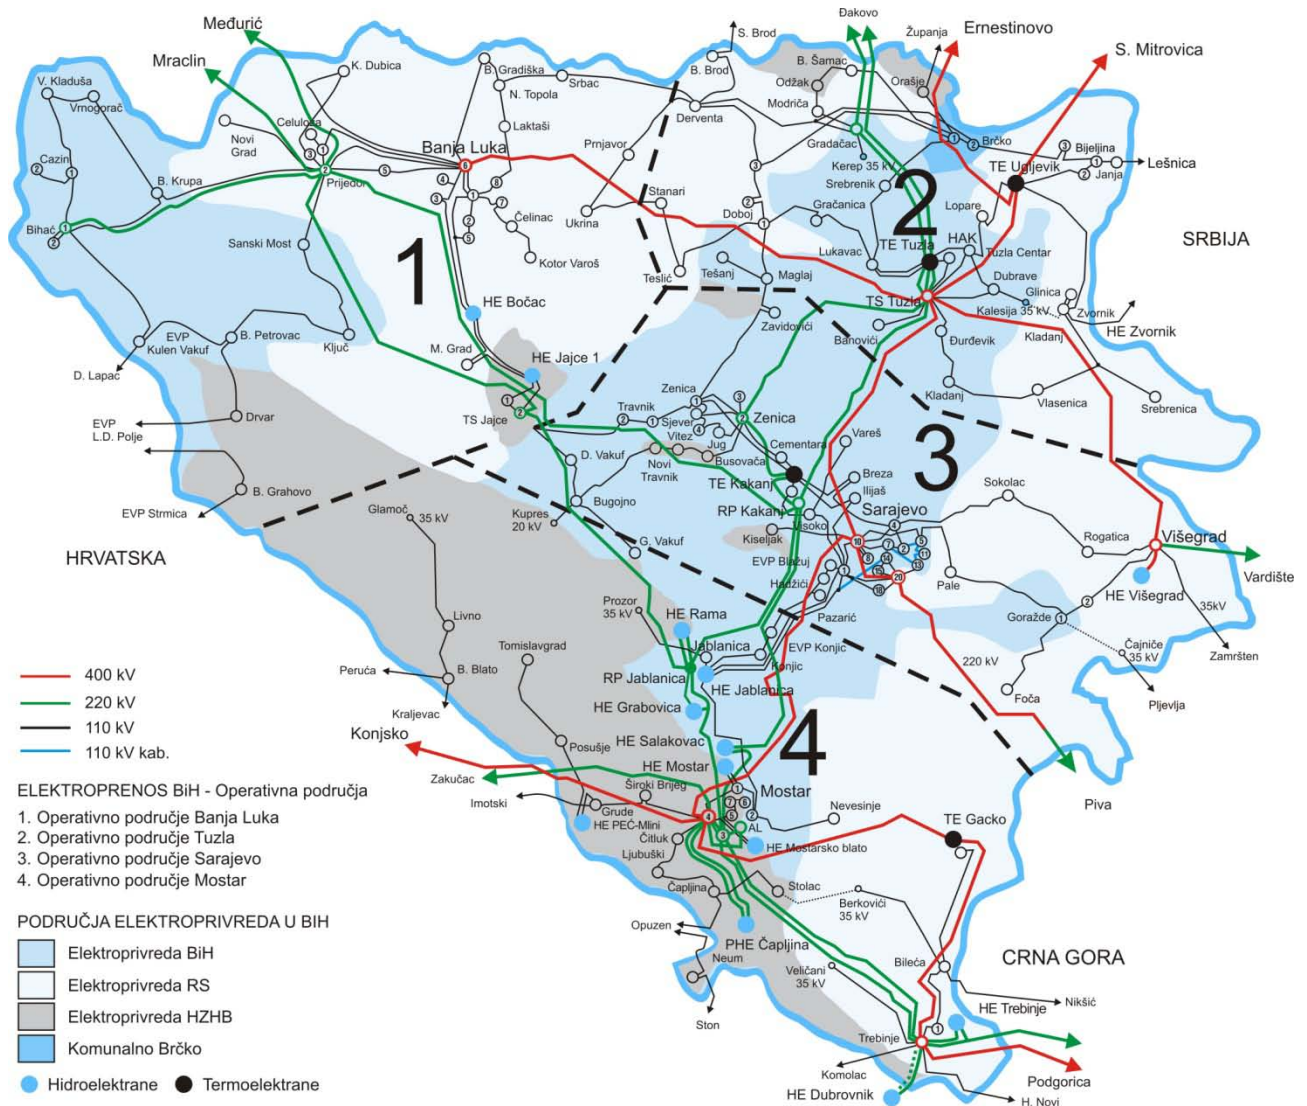 Međurić
Mraclin
Đakovo
Ernestinovo
S. Mitrovica
Županja
S. Brod
V. Kladuša
Vrnogorač
K. Dubica
B. Gradiška
Srbac
N. Topola
Laktaši
B. Brod
B. Šamac
Odžak
Modriča
Orašje
Derventa
Novi
Grad
Celuloza
Banja Luka
Prnjavor
Gradačac
Kerep 35 kV
Brčko
Bijeljina
Lešnica
Janja
TE Ugljevik
Cazin
B. Krupa
Prijedor
Stanari
Srebrenik
Ukrina
Doboj
Gračanica
Lopare
Bihać
Čelinac
Kotor Varoš
Sanski Most
1
2
Lukavac
TE Tuzla
HAK
Tuzla Centar
SRBIJA
Teslić
Tešanj
Maglaj
Dubrave
Glinica
TS Tuzla
Kalesija 35 kV
Zvornik
HE Bočac
Zavidovići
Banovići
Đurđevik
Kladanj
HE Zvornik
EVP
Kulen Vakuf
B. Petrovac
Ključ
M. Grad
HE Jajce 1
D. Lapac
Zenica
Kladanj
Vlasenica
Srebrenica
TS Jajce
Travnik
Sjever
Zenica
Drvar
EVP
L.D. Polje
Vitez
Jug
Cementara
Vareš
3
D. Vakuf
Novi
Travnik
Busovača
TE Kakanj
Breza
Ilijaš
Sokolac
B. Grahovo
EVP Strmica
Glamoč
35 kV
Kupres
20 kV
Bugojno
RP Kakanj
Visoko
Sarajevo
Kiseljak
Rogatica
Višegrad
HRVATSKA
G. Vakuf
EVP Blažuj
Hadžići
Pale
Vardište
HE Višegrad
Prozor
35 kV
Pazarić
Goražde
35kV
Livno
HE Rama
Tomislavgrad
Jablanica
EVP Konjic
Konjic
Čajniče
35 kV
Zamršten
220 kV
Peruća
B. Blato
RP Jablanica
HE Jablanica
Foča
Pljevlja
Kraljevac
HE Grabovica
400 kV
220 kV
110 kV
110 kV kab.
Konjsko
Posušje
HE Salakovac
4
HE Mostar
Zakučac
Široki Brijeg
Mostar
Piva
Imotski
Grude
Nevesinje
HE PEĆ-Mlini
AL
TE Gacko
Čitluk
HE Mostarsko blato
Ljubuški
Čapljina
Stolac
Berkovići
35 kV
Opuzen
PHE Čapljina
Neum
Veličani
35 kV
Bileća
CRNA GORA
Ston
HE Trebinje
Nikšić
Trebinje
Komolac
Podgorica
HE Dubrovnik
H. Novi
ELEKTROPRENOS BiH - Operativna područja
1. Operativno područje Banja Luka
2. Operativno područje Tuzla
3. Operativno područje Sarajevo
4. Operativno područje Mostar
PODRUČJA ELEKTROPRIVREDA U BIH
Elektroprivreda BiH
Elektroprivreda RS
Elektroprivreda HZHB
Komunalno Brčko
Hidroelektrane
Termoelektrane